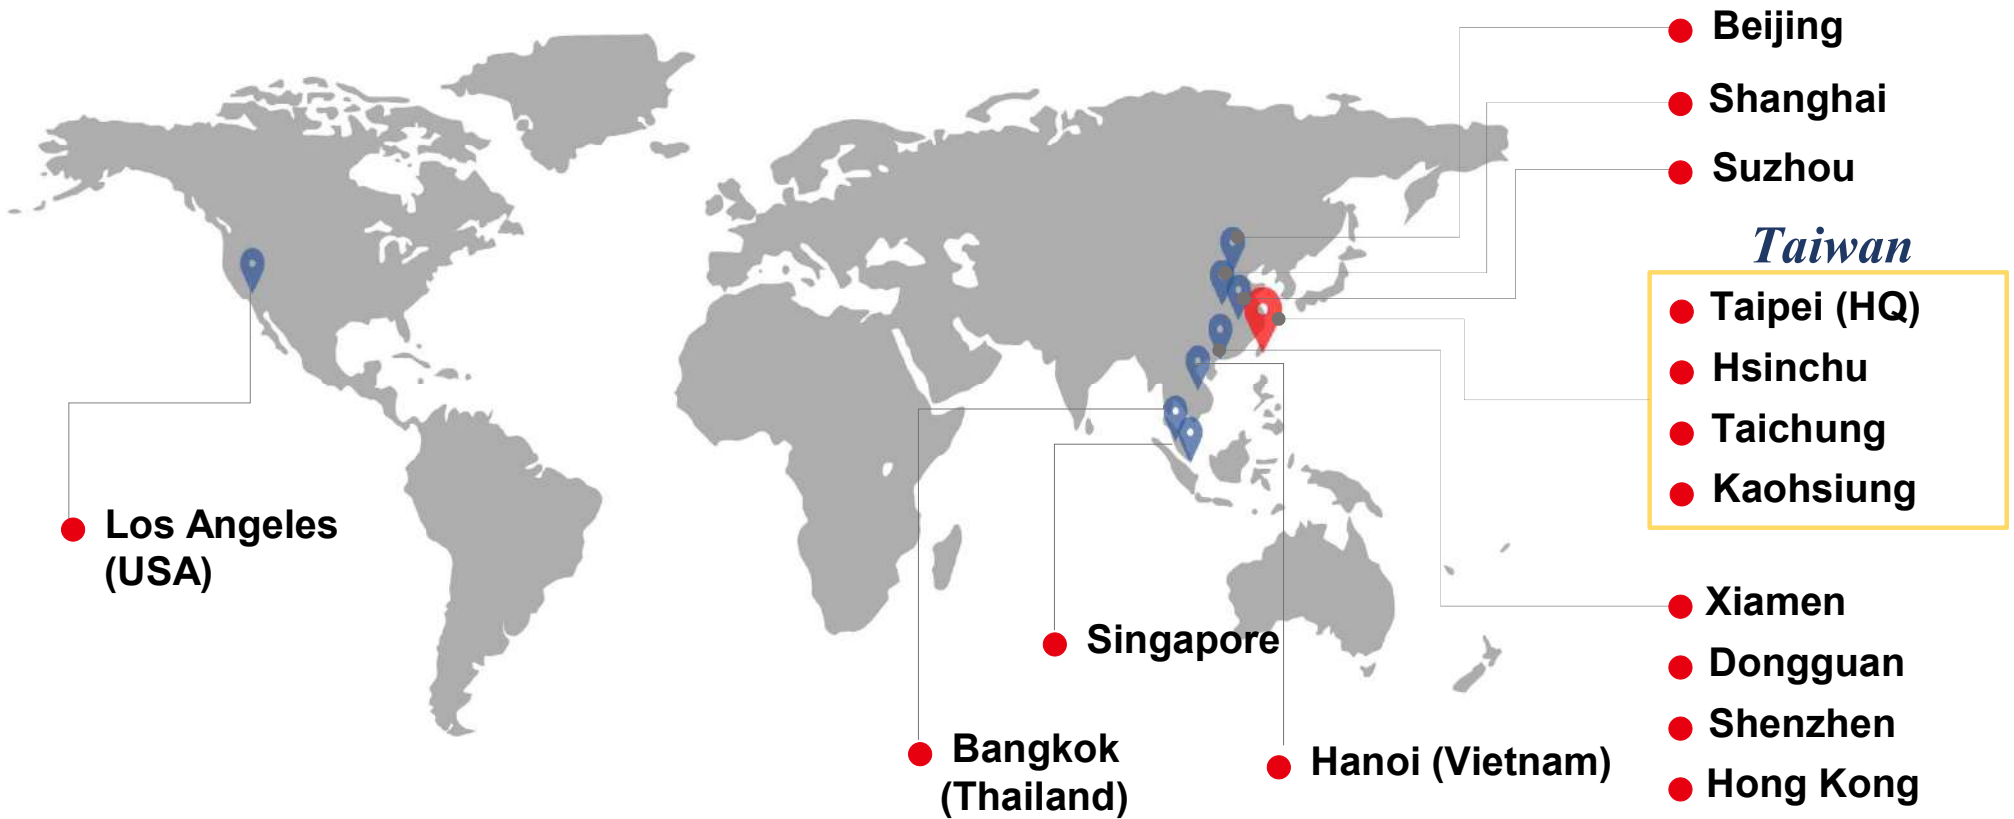 Beijing
Shanghai
Suzhou
Taiwan
Taipei (HQ)
Hsinchu
Taichung
Kaohsiung
Los Angeles
(USA)
Xiamen
Singapore
Dongguan
Shenzhen
Bangkok
(Thailand)
Hanoi (Vietnam)
Hong Kong